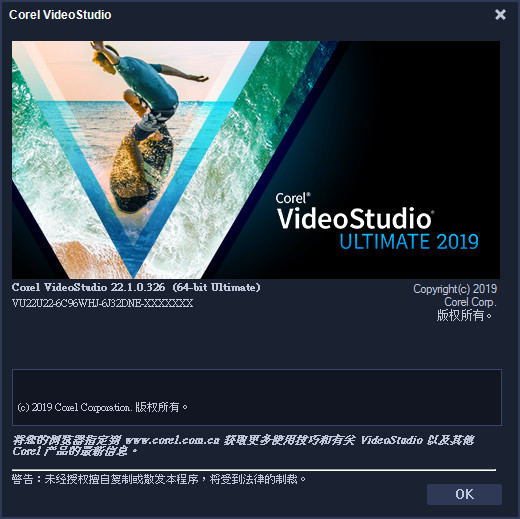 Corel VideoStudio
Corel®
VideoStudio®
ULTIMATE 2019
Corel VideoStudio 22.1.0.326 (64-bit Ultimate)
VU22U22-6C96WHJ-6J32DNE-XXXXXXX
Copyright(c) 2019
Corel Corp.
版权所有。
(c) 2019 Corel Corporation. 版权所有。
将您的浏览器指定到 www.corel.com.cn 获取更多使用技巧和有关 VideoStudio 以及其他
Corel 产品的最新信息。
警告：未经授权擅自复制或散发本程序，将受到法律的制裁。
OK